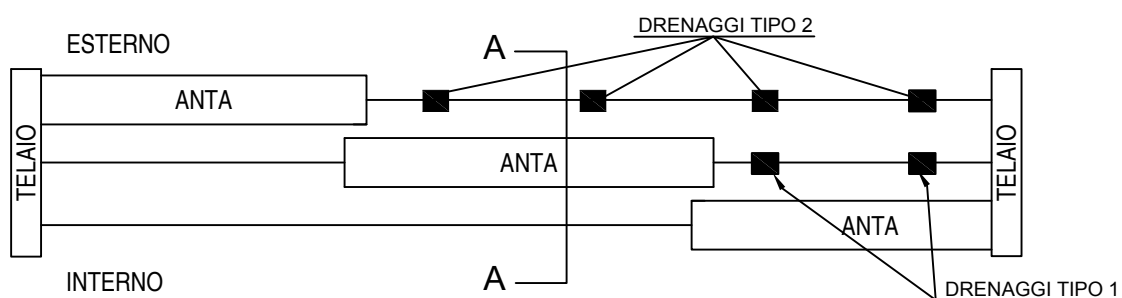 DRENAGGI TIPO 2
ESTERNO
A
ANTA
TELAIO
TELAIO
ANTA
ANTA
INTERNO
A
DRENAGGI TIPO 1